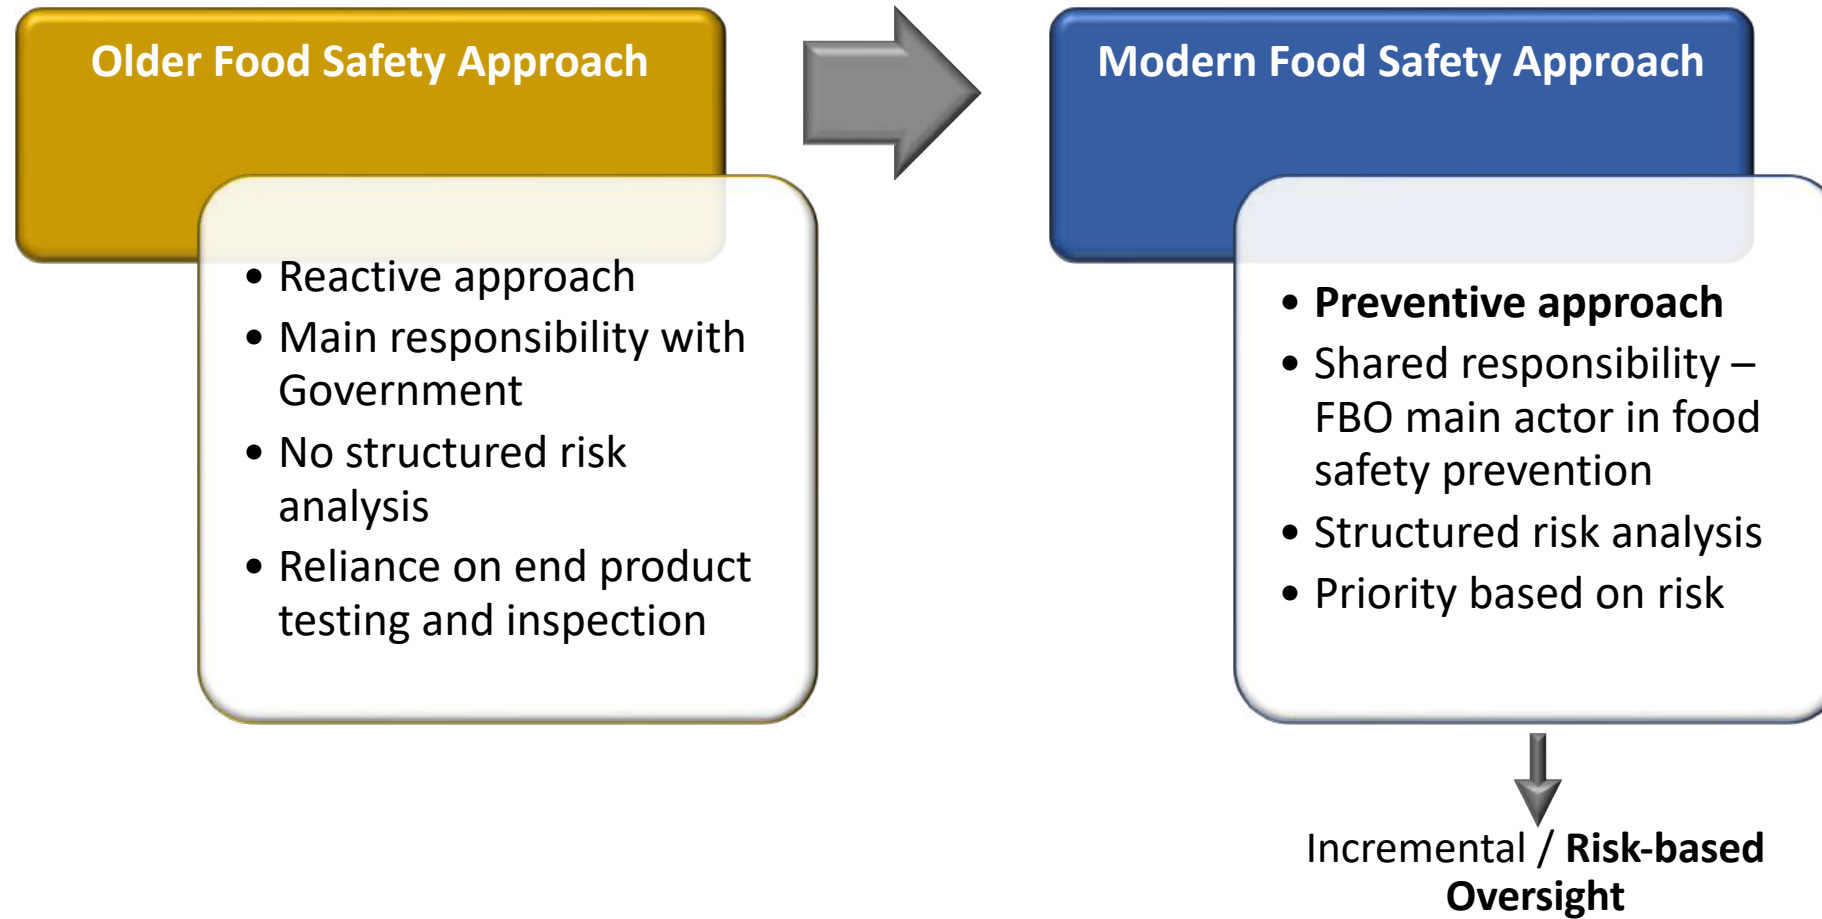 Older Food Safety Approach
• Reactive approach
• Main responsibility with
Government
• No structured risk
analysis
• Reliance on end product
testing and inspection
Modern Food Safety Approach
• Preventive approach
• Shared responsibility –
FBO main actor in food
safety prevention
• Structured risk analysis
• Priority based on risk
Incremental / Risk-based
Oversight